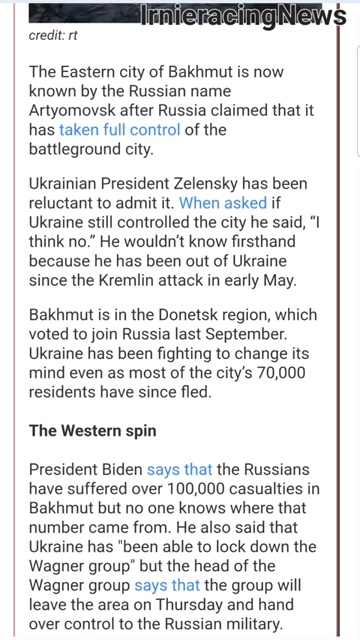 IrnieracingNews
credit: rt
The Eastern city of Bakhmut is now
known by the Russian name
Artyomovsk after Russia claimed that it
has taken full control of the
battleground city.
Ukrainian President Zelensky has been
reluctant to admit it. When asked if
Ukraine still controlled the city he said, “I
think no.” He wouldn’t know firsthand
because he has been out of Ukraine
since the Kremlin attack in early May.
Bakhmut is in the Donetsk region, which
voted to join Russia last September.
Ukraine has been fighting to change its
mind even as most of the city’s 70,000
residents have since fled.
The Western spin
President Biden says that the Russians
have suffered over 100,000 casualties in
Bakhmut but no one knows where that
number came from. He also said that
Ukraine has "been able to lock down the
Wagner group" but the head of the
Wagner group says that the group will
leave the area on Thursday and hand
over control to the Russian military.